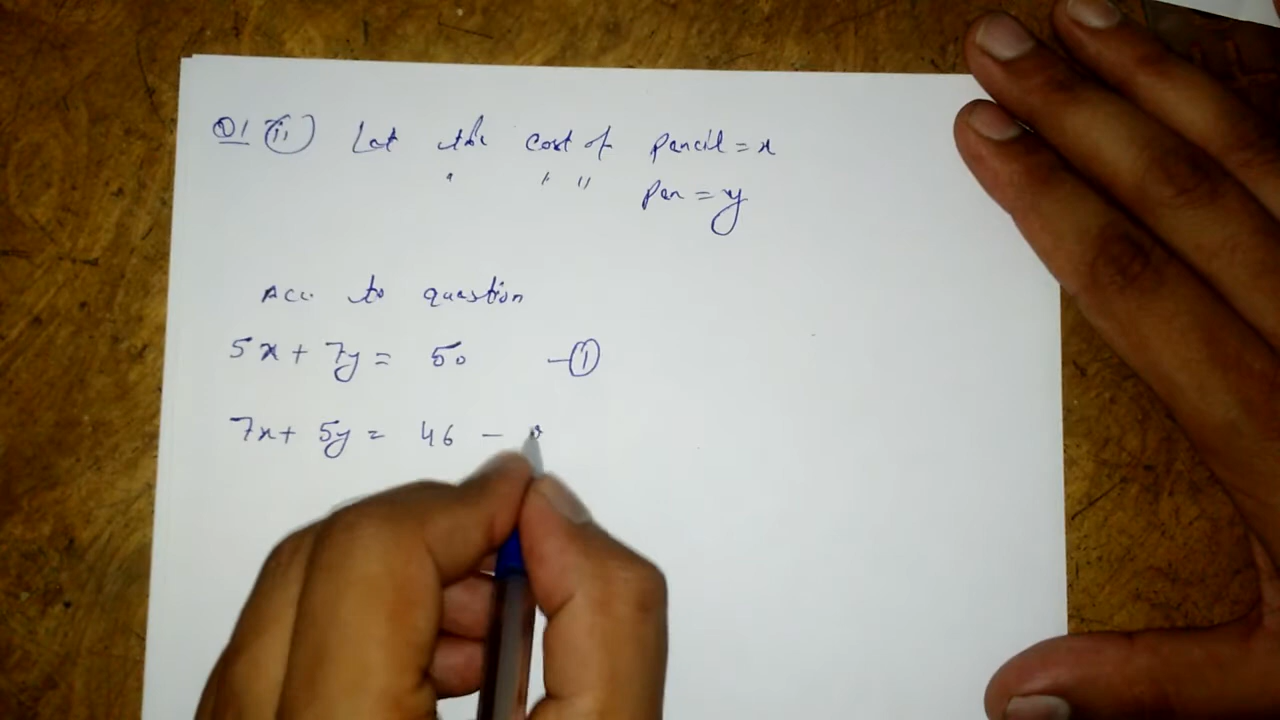 Q1 (ii) Let the cost of pencil = x
" " " Pen = y
Acc. to question
5x + 7y = 50 - ①
7x + 5y = 46 -